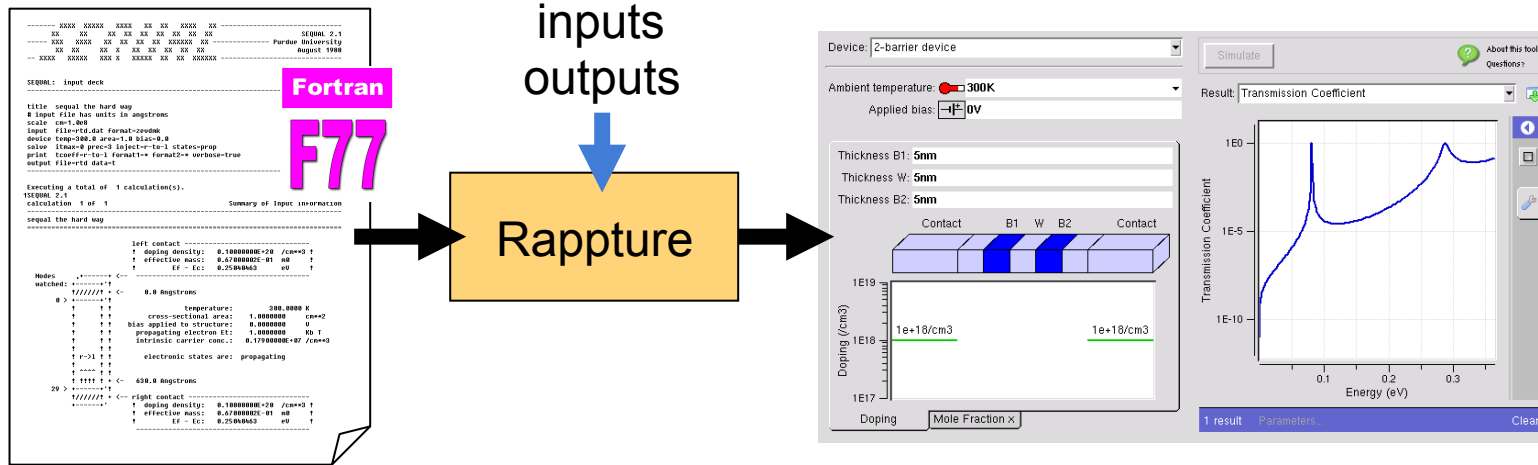 inputs
outputs
------- XXXX XXXXX XXXX XX XX XXXX XX --------------------------
SEQUAL 2.1
Purdue University
August 1988
SEQUAL: input deck
Fortran
F77
title sequal the hard way
# input file has units in angstroms
scale cm=1.0e8
input file=rtd.dat format=zevdmk
device temp=300.0 area=1.0 bias=0.0
solve itmax=0 prec=3 inject=r-to-l states=prop
print tcoeff=r-to-l format1=* format2=* verbose=true
output file=rtd data=t
Executing a total of 1 calculation(s).
1SEQUAL 2.1
calculation 1 of 1 Summary of Input information
sequal the hard way
left contact
! doping density: 0.10000000E+20 /cm**3 !
! effective mass: 0.67000002E-01 m0 !
! Ef - Ec: 0.25040463 eV !
Nodes
watched:
0.0 Angstroms
0 >
temperature: 300.0000 K
cross-sectional area: 1.0000000 cm**2
bias applied to structure: 0.0000000 V
propagating electron Et: 1.0000000 Kb T
intrinsic carrier conc.: 0.17900000E+07 /cm**3
! r->l ! ! electronic states are: propagating
630.0 Angstroms
29 >
right contact
! doping density: 0.10000000E+20 /cm**3 !
! effective mass: 0.67000002E-01 m0 !
! Ef - Ec: 0.25040463 eV !
Rappture
Device: 2-barrier device
Ambient temperature: 300K
Applied bias: 0V
Thickness B1: 5nm
Thickness W: 5nm
Thickness B2: 5nm
Contact B1 W B2 Contact
1E19
1E18
1E17
Doping (/cm3)
1e+18/cm3 1e+18/cm3
Doping Mole Fraction x
Simulate
? About this tool
Questions?
Result: Transmission Coefficient
Transmission Coefficient
1E0
1E-5
1E-10
0.1 0.2 0.3
Energy (eV)
1 result Parameters... Clear